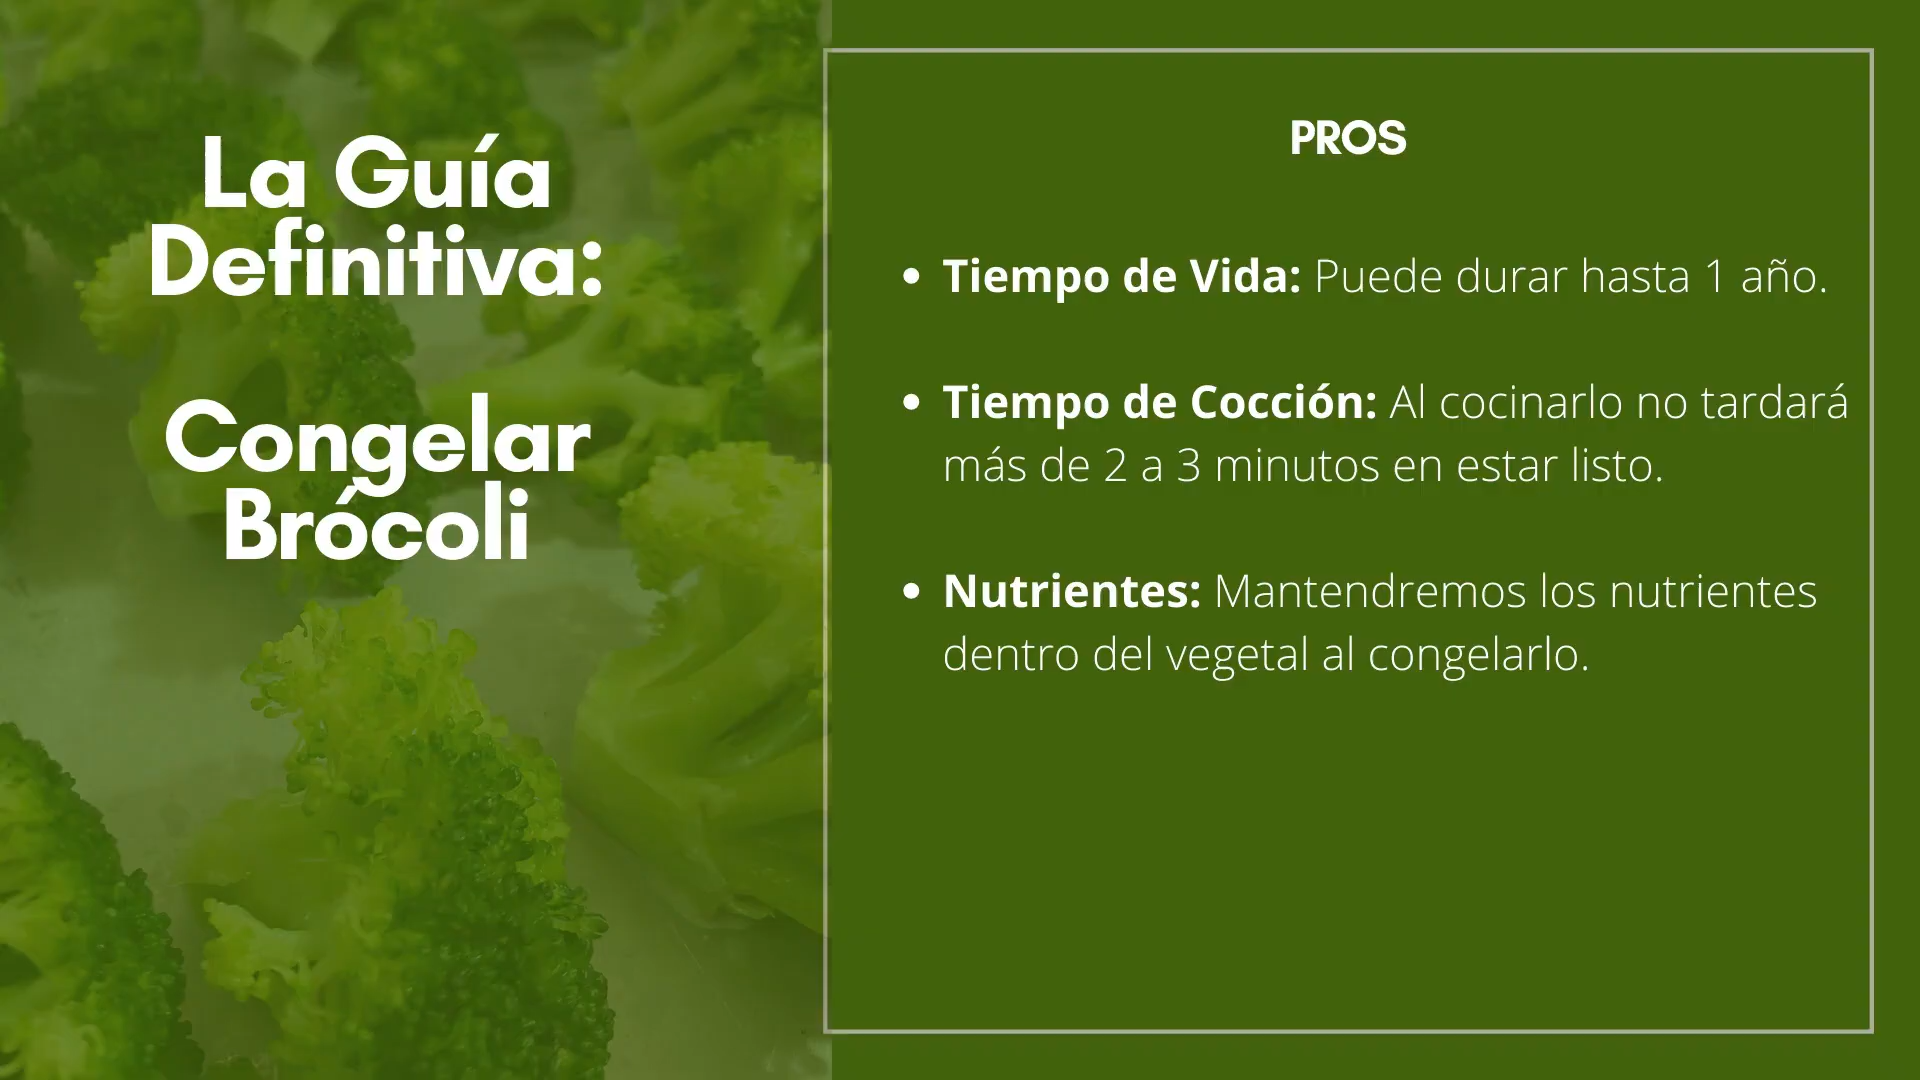 La Guía
Definitiva:
Congelar
Brócoli
PROS
• Tiempo de Vida: Puede durar hasta 1 año.
• Tiempo de Cocción: Al cocinarlo no tardará
más de 2 a 3 minutos en estar listo.
• Nutrientes: Mantendremos los nutrientes
dentro del vegetal al congelarlo.